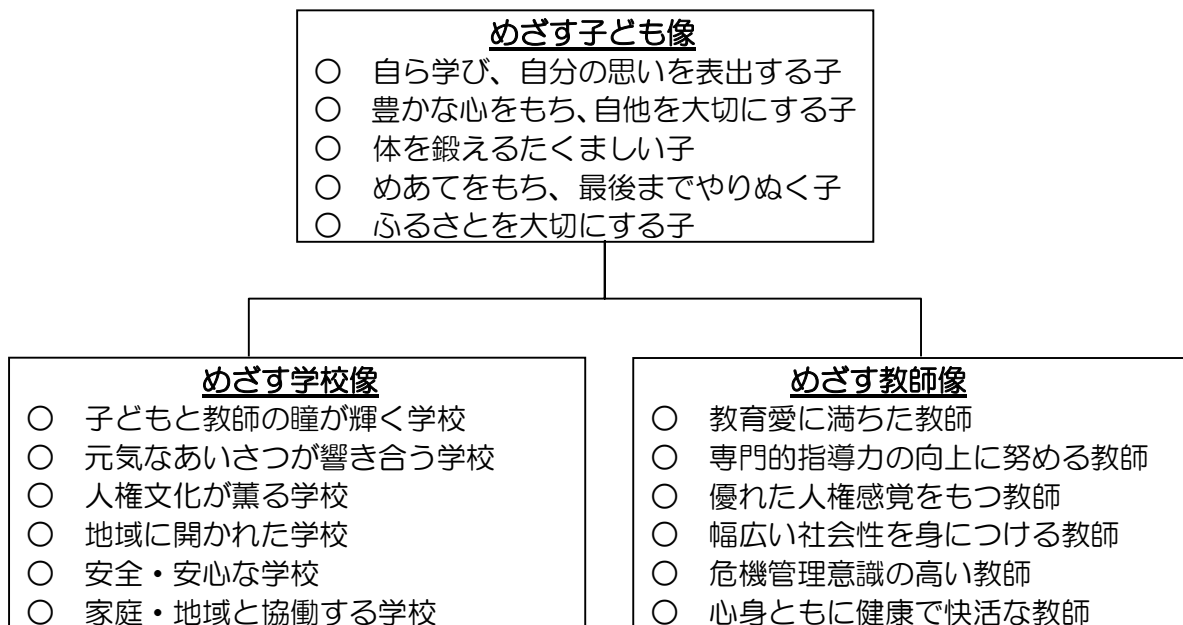 めざす子ども像
○ 自ら学び、自分の思いを表出する子
○ 豊かな心をもち、自他を大切にする子
○ 体を鍛えるたくましい子
○ めあてをもち、最後までやりぬく子
○ ふるさとを大切にする子
めざす学校像
○ 子どもと教師の瞳が輝く学校
○ 元気なあいさつが響き合う学校
○ 人権文化が薫る学校
○ 地域に開かれた学校
○ 安全・安心な学校
○ 家庭・地域と協働する学校
めざす教師像
○ 教育愛に満ちた教師
○ 専門的指導力の向上に努める教師
○ 優れた人権感覚をもつ教師
○ 幅広い社会性を身につける教師
○ 危機管理意識の高い教師
○ 心身ともに健康で快活な教師